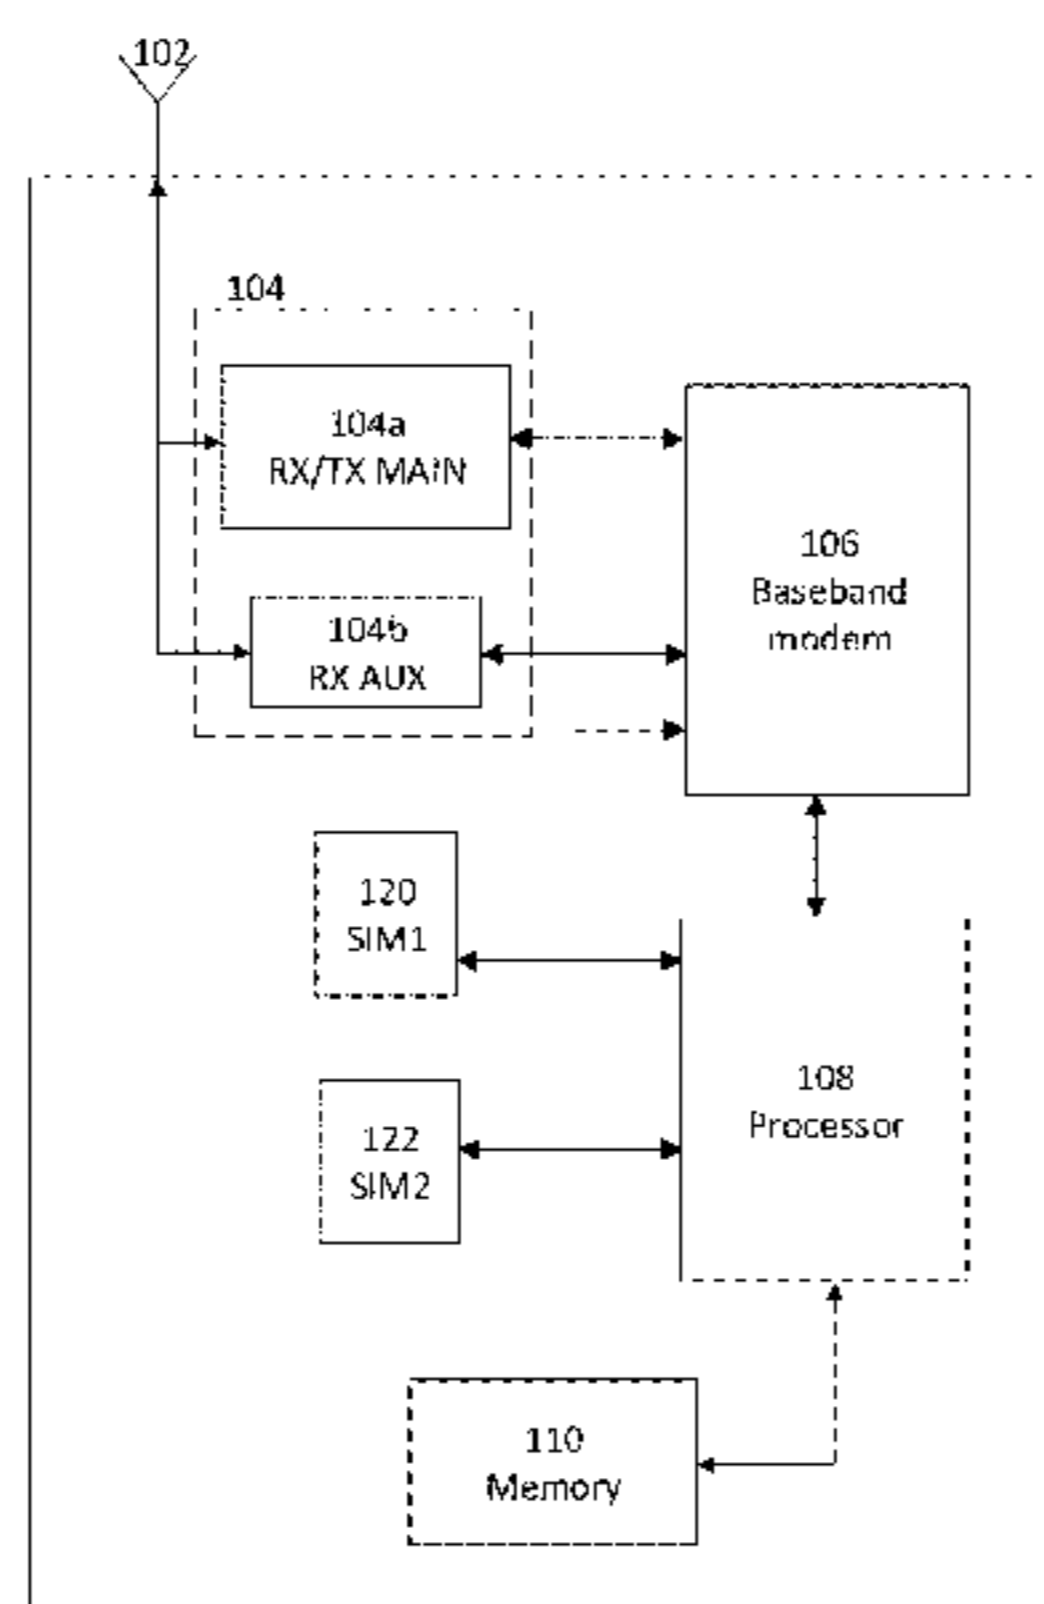 102
104
104a
RX/TX MAIN
104b
RX AUX
106
Baseband
modem
120
SIM1
108
Processor
122
SIM2
110
Memory